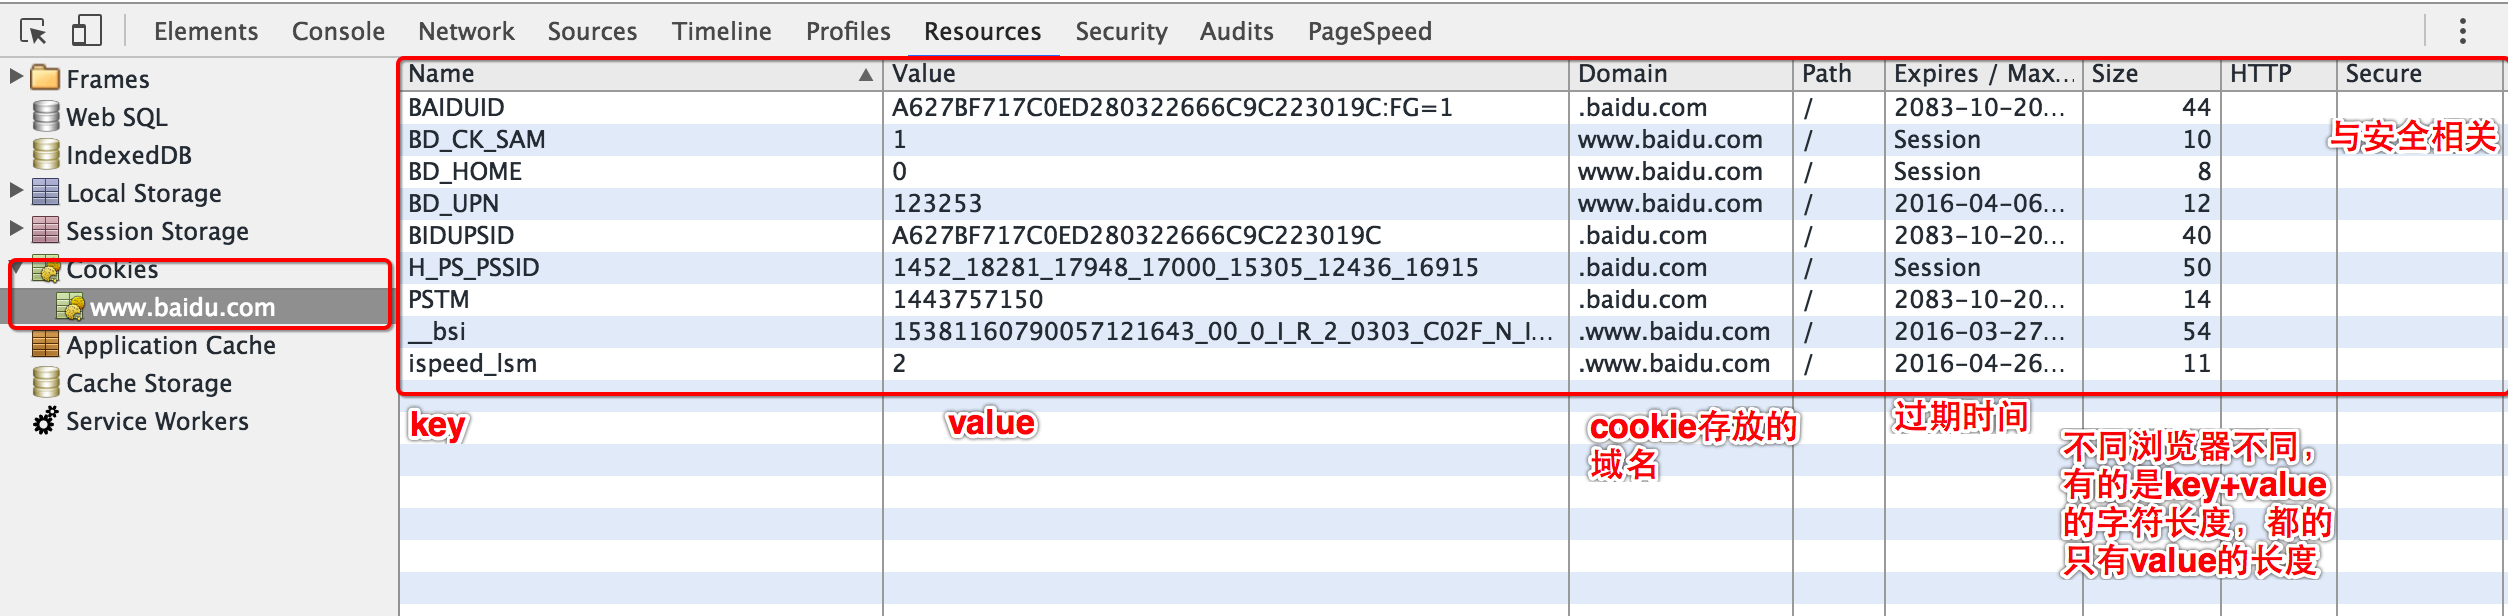 Elements Console Network Sources Timeline Profiles Resources Security Audits PageSpeed
Frames
Web SQL
IndexedDB
Local Storage
Session Storage
Cookies
www.baidu.com
Application Cache
Cache Storage
Service Workers
Name Value Domain Path Expires / Max... Size HTTP Secure
BAIDUID A627BF717C0ED280322666C9C223019C:FG=1 .baidu.com / 2083-10-20... 44
BD_CK_SAM 1 www.baidu.com / Session 10
BD_HOME 0 www.baidu.com / Session 8
BD_UPN 123253 www.baidu.com / 2016-04-06... 12
BIDUPSID A627BF717C0ED280322666C9C223019C .baidu.com / 2083-10-20... 40
H_PS_PSSID 1452_18281_17948_17000_15305_12436_16915 .baidu.com / Session 50
PSTM 1443757150 .baidu.com / 2083-10-20... 14
__bsi 15381160790057121643_00_0_I_R_2_0303_C02F_N_I... .www.baidu.com / 2016-03-27... 54
ispeed_lsm 2 .www.baidu.com / 2016-04-26... 11
与安全相关
key
value
cookie存放的
域名
过期时间
不同浏览器不同，
有的是key+value
的字符长度，都的
只有value的长度